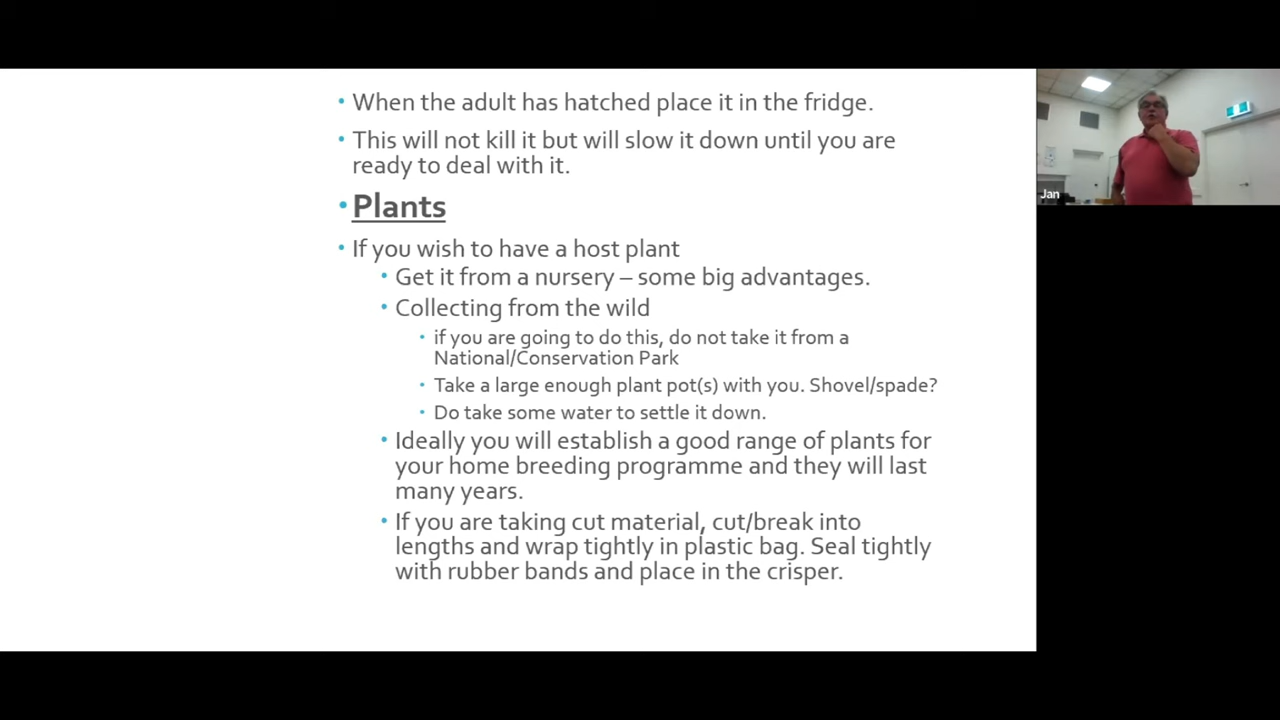 • When the adult has hatched place it in the fridge.
• This will not kill it but will slow it down until you are
ready to deal with it.
• Plants
• If you wish to have a host plant
• Get it from a nursery – some big advantages.
• Collecting from the wild
• if you are going to do this, do not take it from a
National/Conservation Park
• Take a large enough plant pot(s) with you. Shovel/spade?
• Do take some water to settle it down.
• Ideally you will establish a good range of plants for
your home breeding programme and they will last
many years.
• If you are taking cut material, cut/break into
lengths and wrap tightly in plastic bag. Seal tightly
with rubber bands and place in the crisper.
Jan